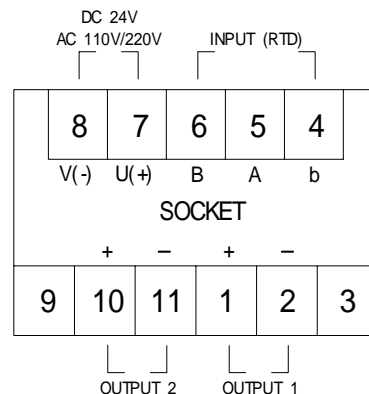 DC 24V
AC 110V/220V INPUT (RTD)
8 7 6 5 4
V(-) U(+) B A b
SOCKET
+ − + −
9 10 11 1 2 3
OUTPUT 2 OUTPUT 1